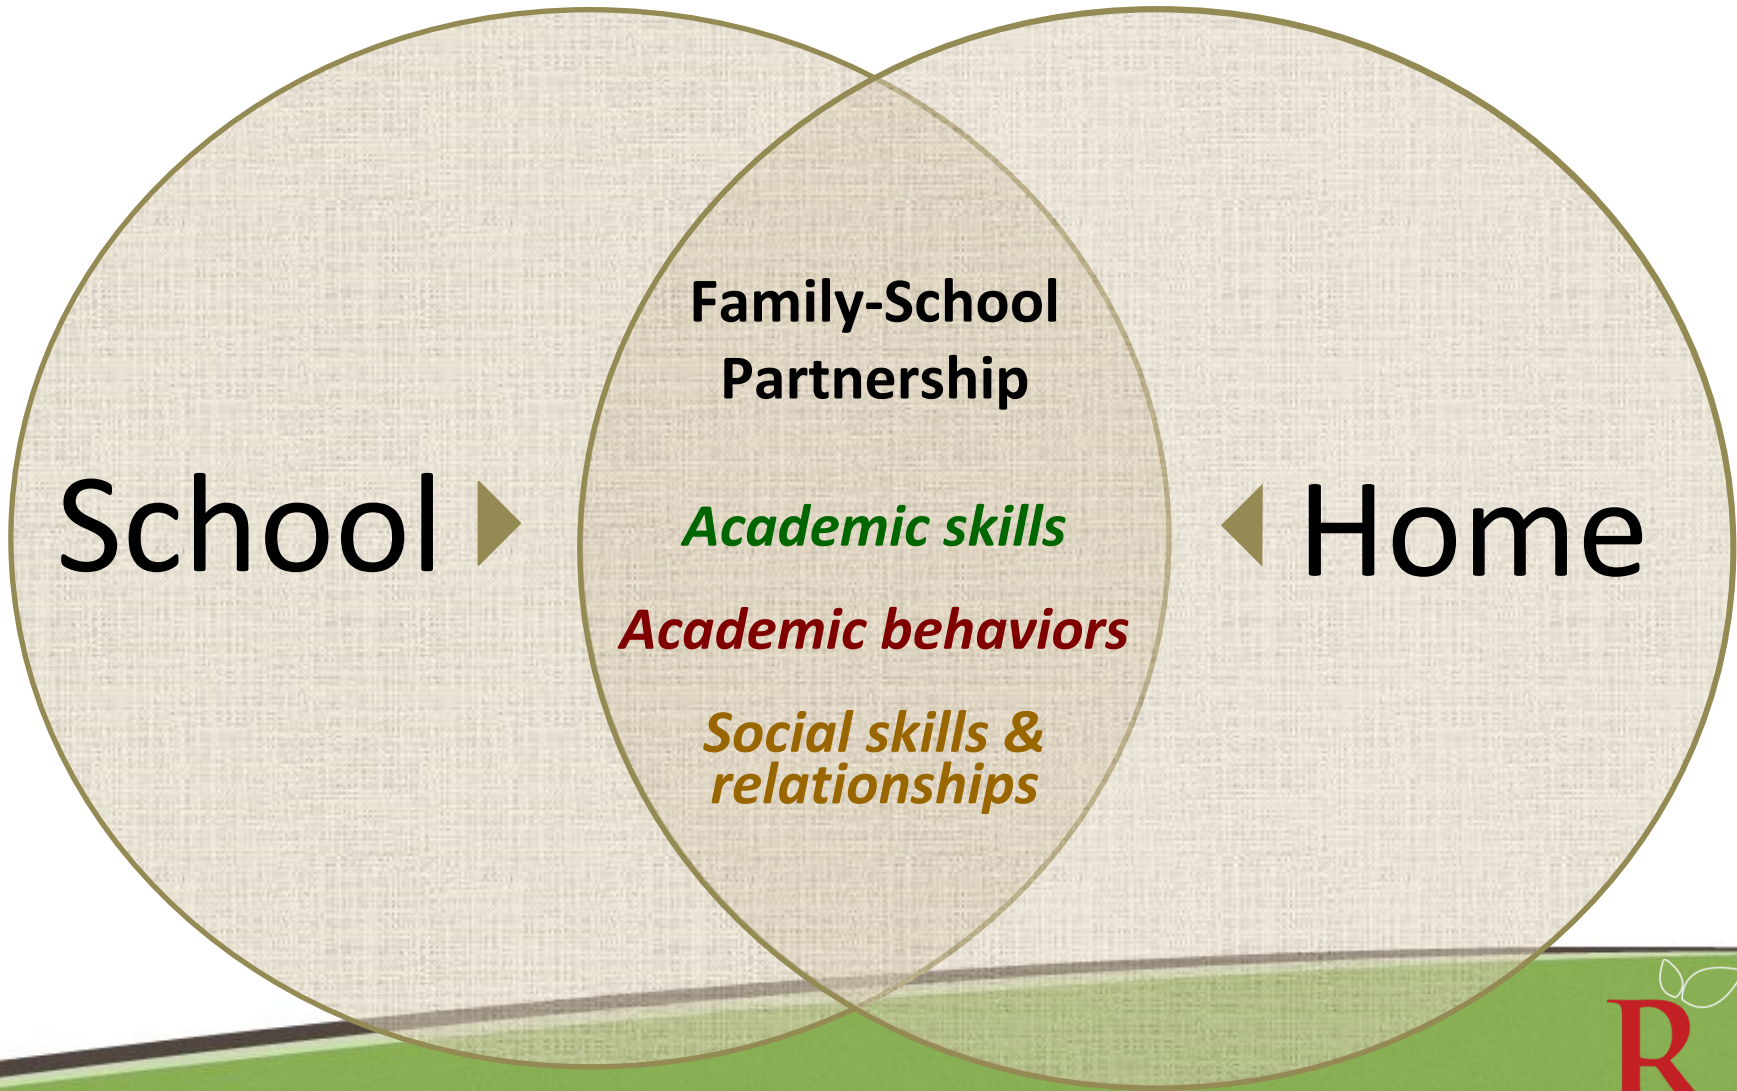 Family-School
Partnership
School
Academic skills
Home
Academic behaviors
Social skills &
relationships
R